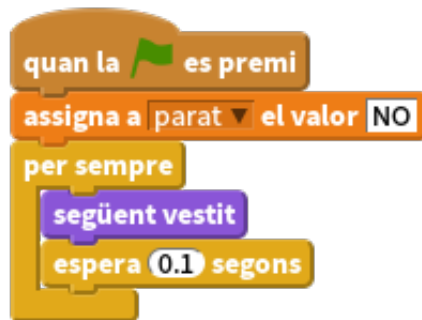 quan la es premi
assigna a parat el valor NO
per sempre
següent vestit
espera 0.1 segons